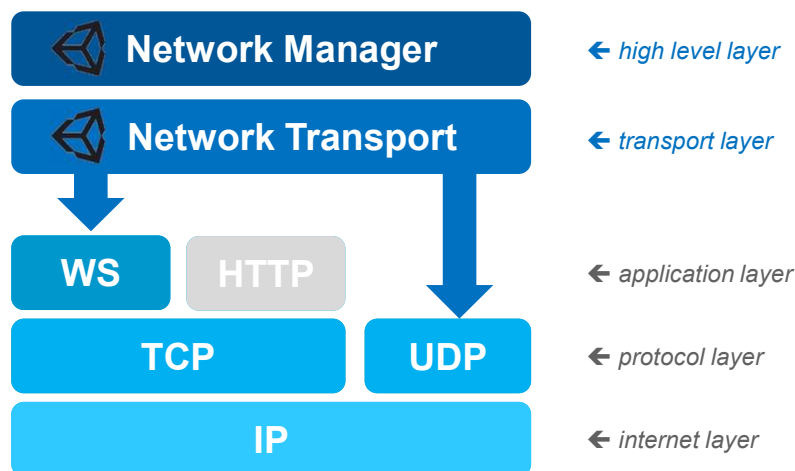 Network Manager
← high level layer
Network Transport
← transport layer
WS
HTTP
← application layer
TCP
UDP
← protocol layer
IP
← internet layer